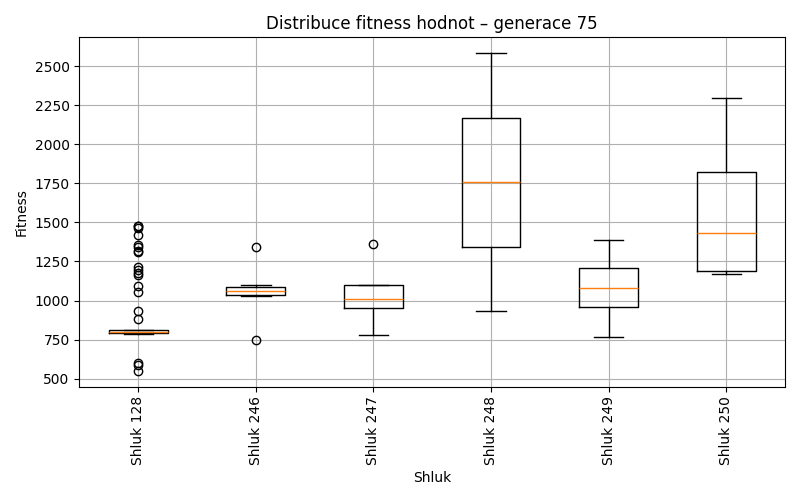 Distribuce fitness hodnot – generace 75
Fitness
2500
2250
2000
1750
1500
1250
1000
750
500
Shluk 128
Shluk 246
Shluk 247
Shluk 248
Shluk 249
Shluk 250
Shluk